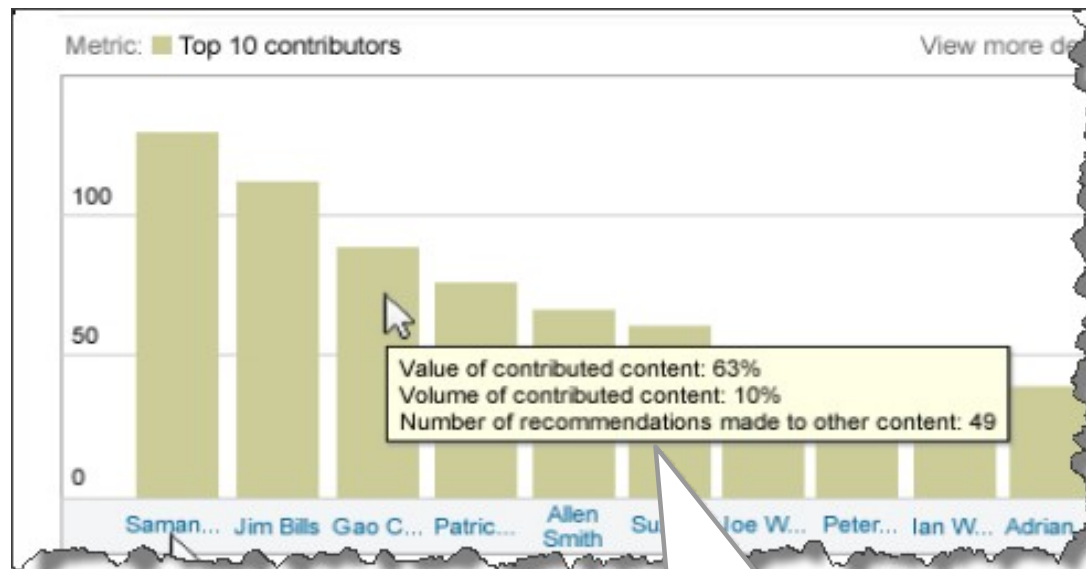 Metric: Top 10 contributors
View more de
100
50
0
Value of contributed content: 63%
Volume of contributed content: 10%
Number of recommendations made to other content: 49
Saman... Jim Bills Gao C... Patric... Allen Smith Su Joe W... Peter... Ian W... Adrian